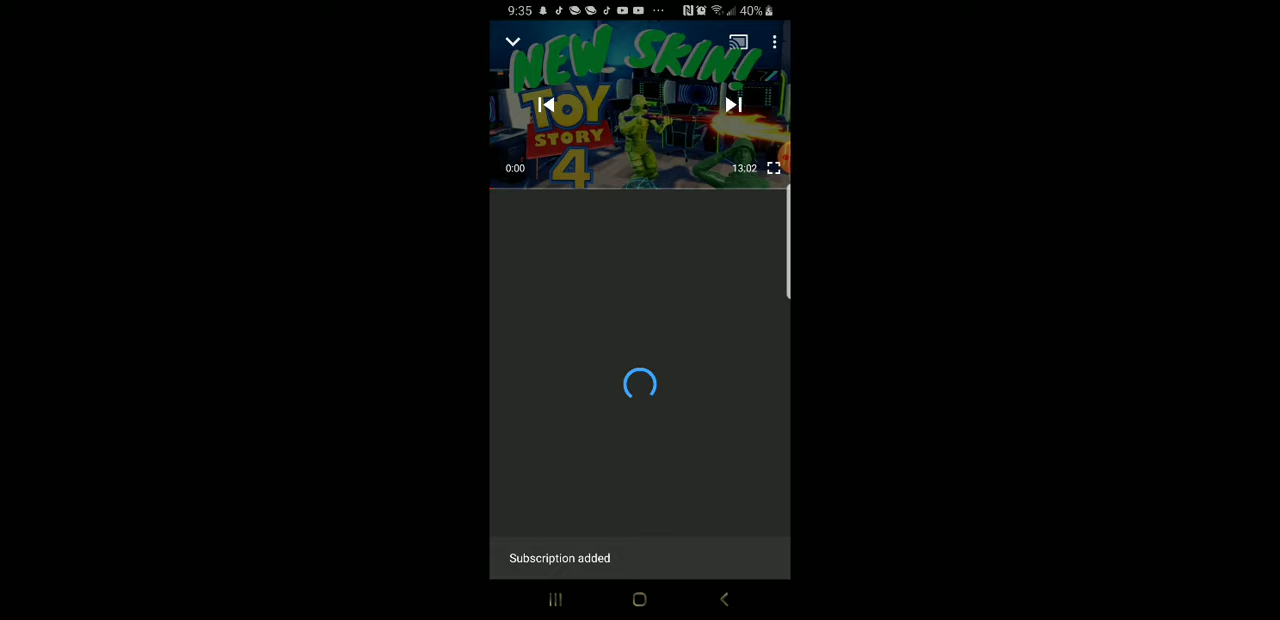 9:35
40%
NEW SKIN!
TOY
STORY
4
0:00
13:02
Subscription added